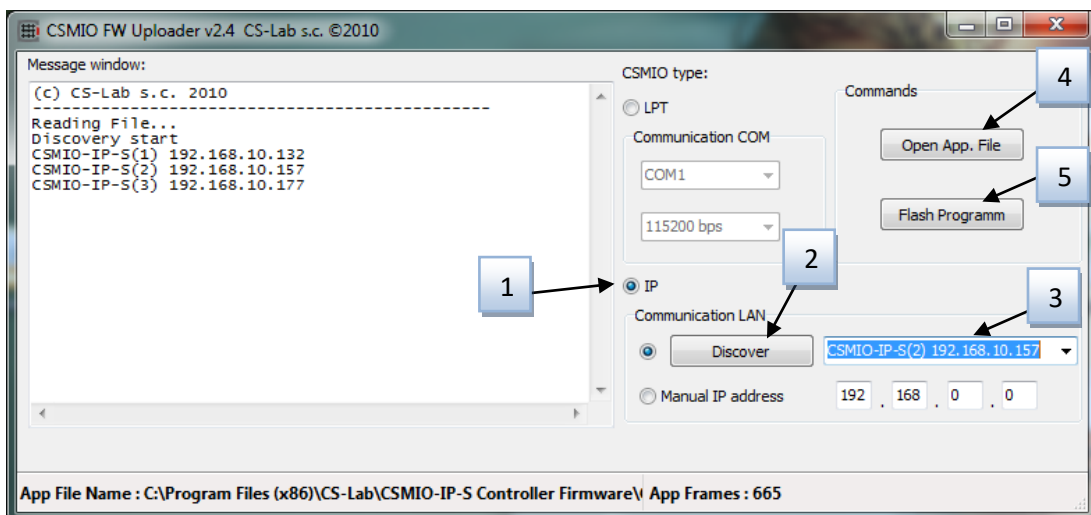 CSMIO FW Uploader v2.4  CS-Lab s.c. ©2010
Message window:
(c) CS-Lab s.c. 2010
--------------------------------------------------
Reading File...
Discovery start
CSMIO-IP-S(1) 192.168.10.132
CSMIO-IP-S(2) 192.168.10.157
CSMIO-IP-S(3) 192.168.10.177
CSMIO type:
LPT
Communication COM
COM1
115200 bps
Commands
4
Open App. File
5
Flash Programm
1
IP
2
3
Communication LAN
Discover
CSMIO-IP-S(2) 192.168.10.157
Manual IP address
192 . 168 . 0 . 0
App File Name : C:\Program Files (x86)\CS-Lab\CSMIO-IP-S Controller Firmware\
App Frames : 665